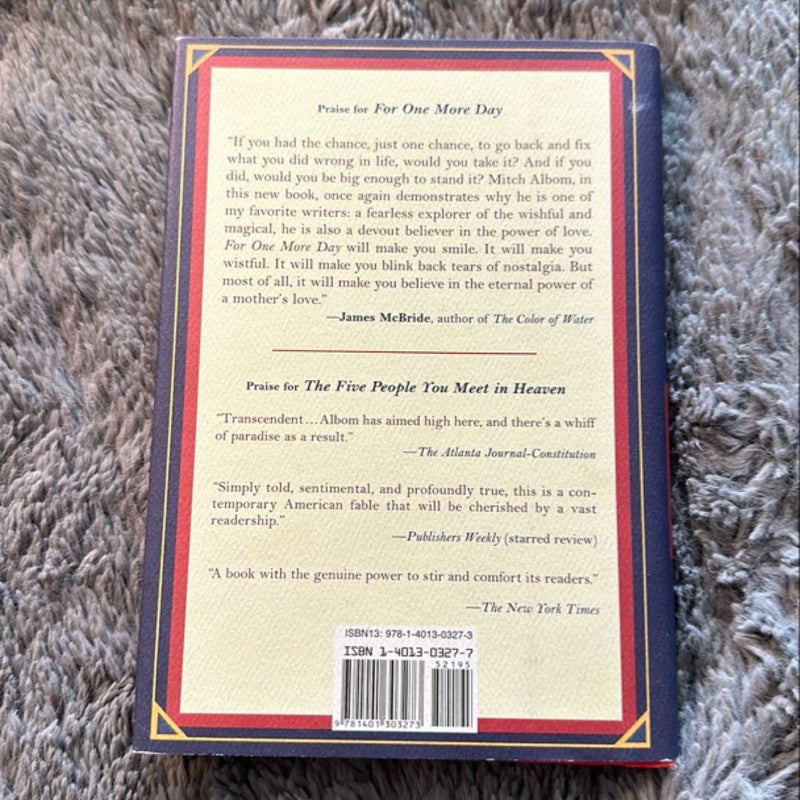 Praise for For One More Day
“If you had the chance, just one chance, to go back and fix
what you did wrong in life, would you take it? And if you
did, would you be big enough to stand it? Mitch Albom, in
this new book, once again demonstrates why he is one of
my favorite writers: a fearless explorer of the wishful and
magical, he is also a devout believer in the power of love.
For One More Day will make you smile. It will make you
wistful. It will make you blink back tears of nostalgia. But
most of all, it will make you believe in the eternal power of
a mother’s love.”
—James McBride, author of The Color of Water
Praise for The Five People You Meet in Heaven
“Transcendent…Albom has aimed high here, and there’s a whiff
of paradise as a result.”
—The Atlanta Journal-Constitution
“Simply told, sentimental, and profoundly true, this is a con-
temporary American fable that will be cherished by a vast
readership.”
—Publishers Weekly (starred review)
“A book with the genuine power to stir and comfort its readers.”
—The New York Times
ISBN13: 978-1-4013-0327-3
ISBN 1-4013-0327-7
52195
9 781401 303273